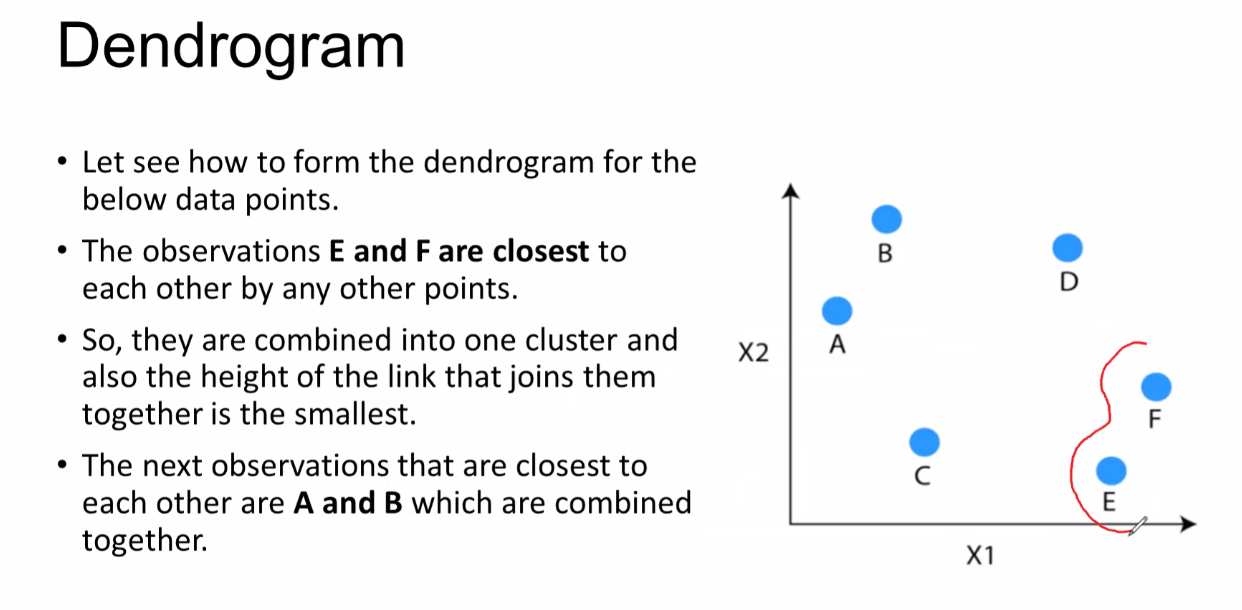 Dendrogram
• Let see how to form the dendrogram for the
below data points.
• The observations E and F are closest to
each other by any other points.
• So, they are combined into one cluster and
also the height of the link that joins them
together is the smallest.
• The next observations that are closest to
each other are A and B which are combined
together.
B
D
A
X2
F
C
E
X1